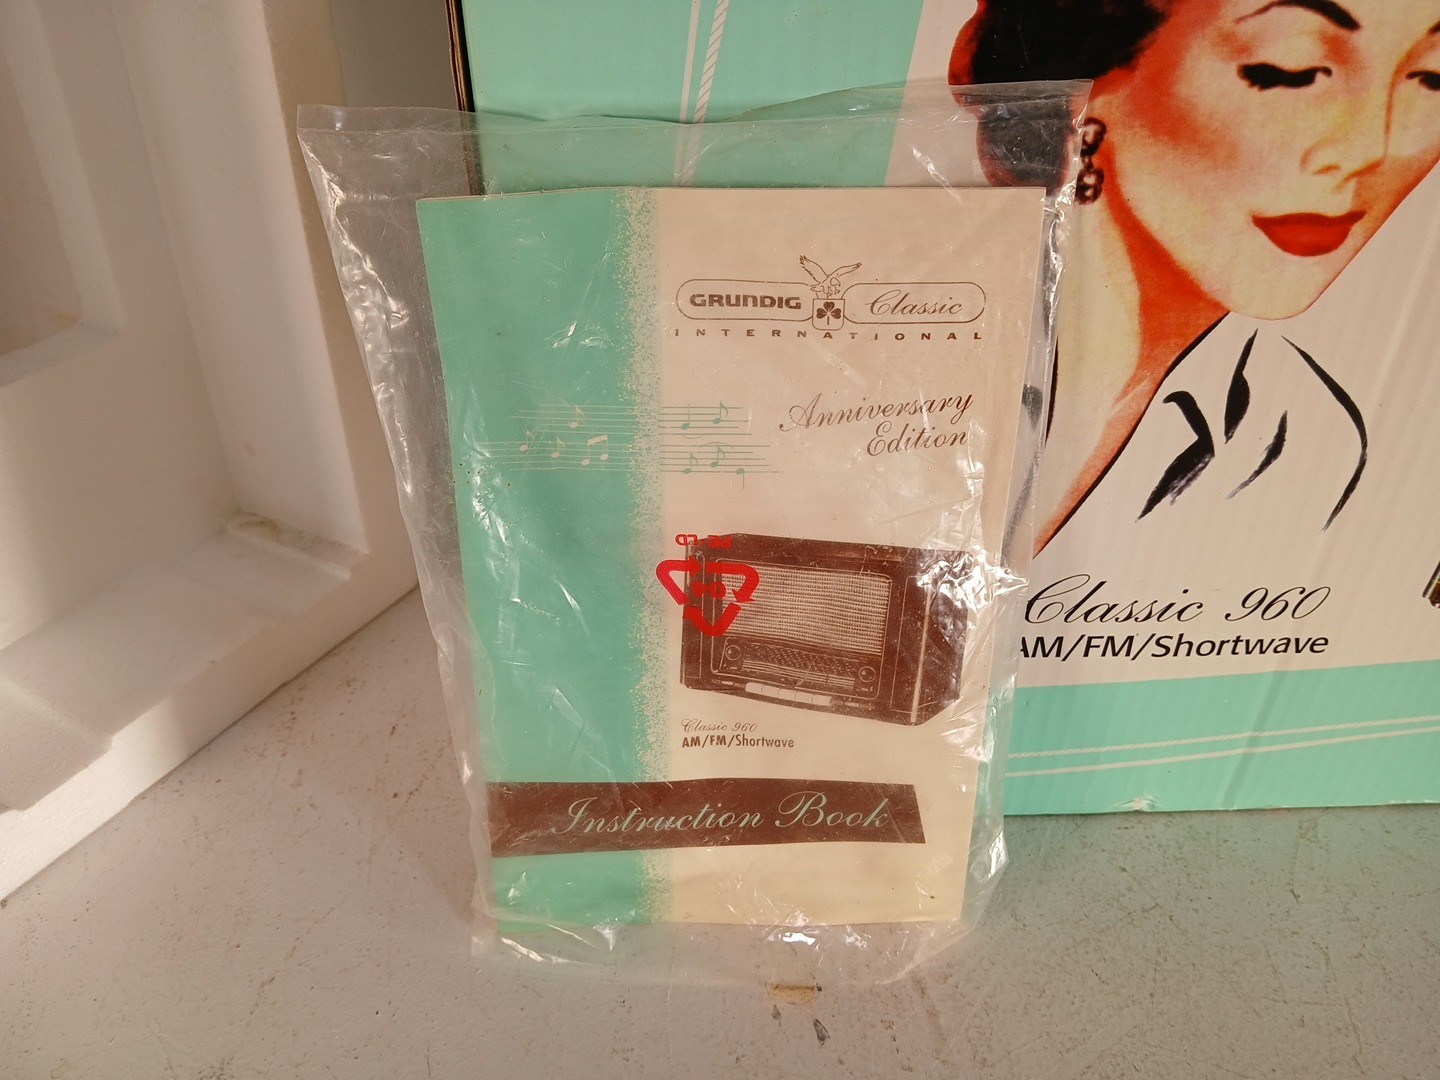 GRUNDIG Classic
INTERNATIONAL
Anniversary
Edition
Classic 960
AM/FM/Shortwave
Instruction Book
Classic 960
AM/FM/Shortwave